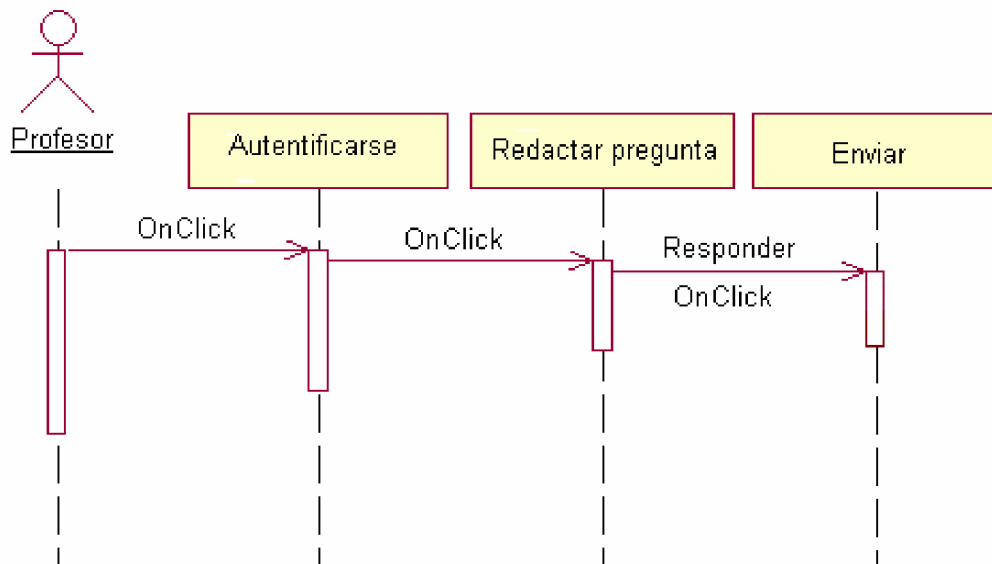 Profesor
Autentificarse
Redactar pregunta
Enviar
OnClick
OnClick
Responder
OnClick